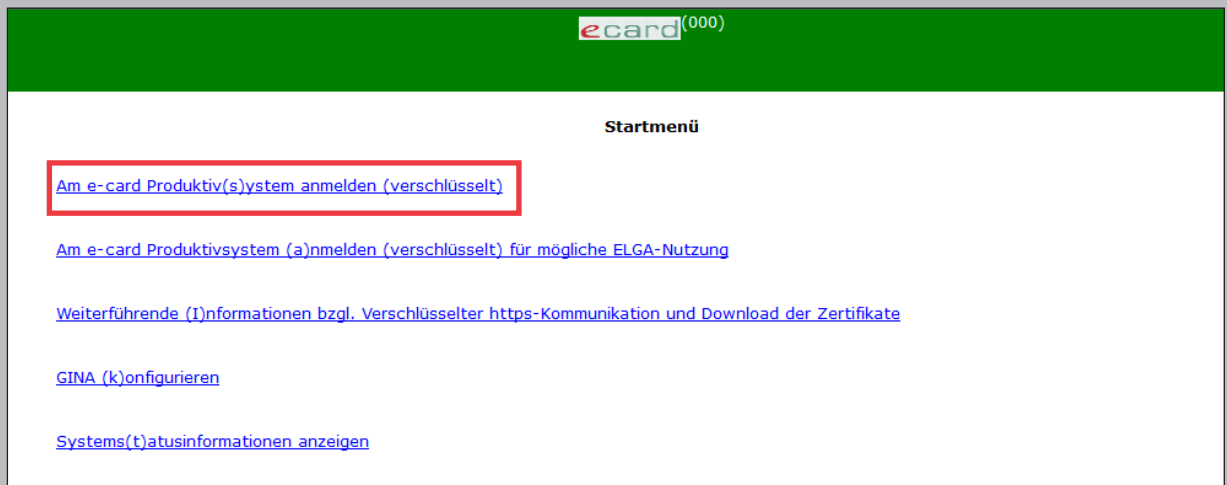 ecard(000)
Startmenü
Am e-card Produktiv(s)ystem anmelden (verschlüsselt)
Am e-card Produktivsystem (a)nmelden (verschlüsselt) für mögliche ELGA-Nutzung
Weiterführende (I)nformationen bzgl. Verschlüsselter https-Kommunikation und Download der Zertifikate
GINA (k)onfigurieren
Systems(t)atusinformationen anzeigen